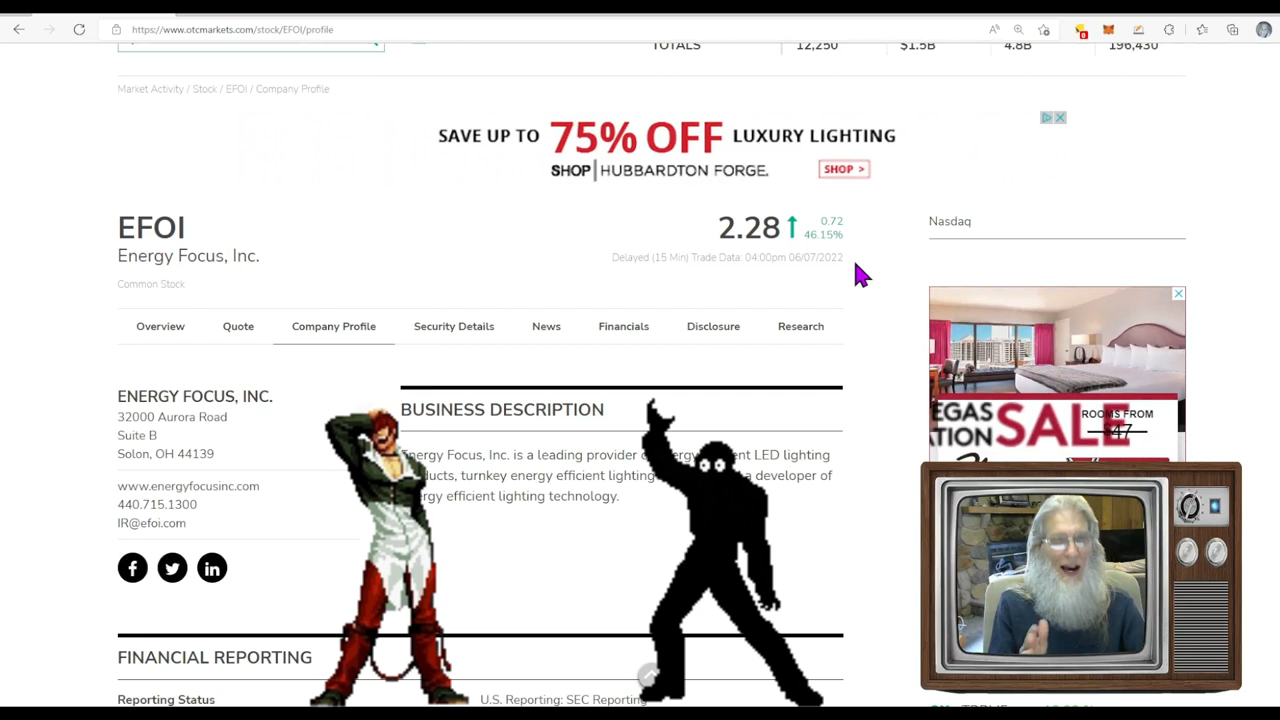 https://www.otcmarkets.com/stock/EFOI/profile
TOTALS 12,250 $1.5B 4.8B 196,430
Market Activity / Stock / EFOI / Company Profile
SAVE UP TO 75% OFF LUXURY LIGHTING
SHOP | HUBBARDTON FORGE. SHOP >
EFOI
2.28 0.72
46.15%
Energy Focus, Inc.
Delayed (15 Min) Trade Data: 04:00pm 06/07/2022
Common Stock
Nasdaq
Overview Quote Company Profile Security Details News Financials Disclosure Research
ENERGY FOCUS, INC.
32000 Aurora Road
Suite B
Solon, OH 44139
www.energyfocusinc.com
440.715.1300
IR@efoi.com
BUSINESS DESCRIPTION
Energy Focus, Inc. is a leading provider LED lighting
turnkey energy efficient lighting a developer of
efficient lighting technology.
SALE ROOMS FROM
$47
FINANCIAL REPORTING
Reporting Status U.S. Reporting: SEC Reporting